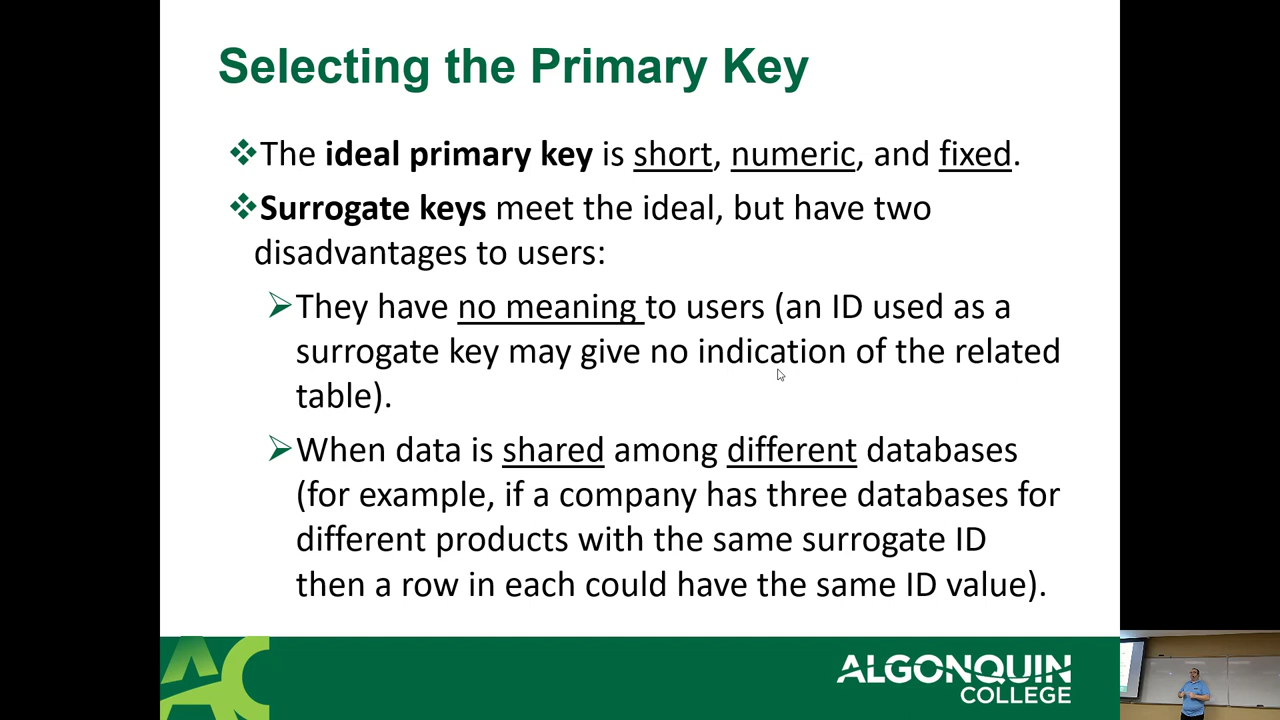 Selecting the Primary Key
❖The ideal primary key is short, numeric, and fixed.
❖Surrogate keys meet the ideal, but have two
disadvantages to users:
➢They have no meaning to users (an ID used as a
surrogate key may give no indication of the related
table).
➢When data is shared among different databases
(for example, if a company has three databases for
different products with the same surrogate ID
then a row in each could have the same ID value).
AC
ALGONQUIN
COLLEGE